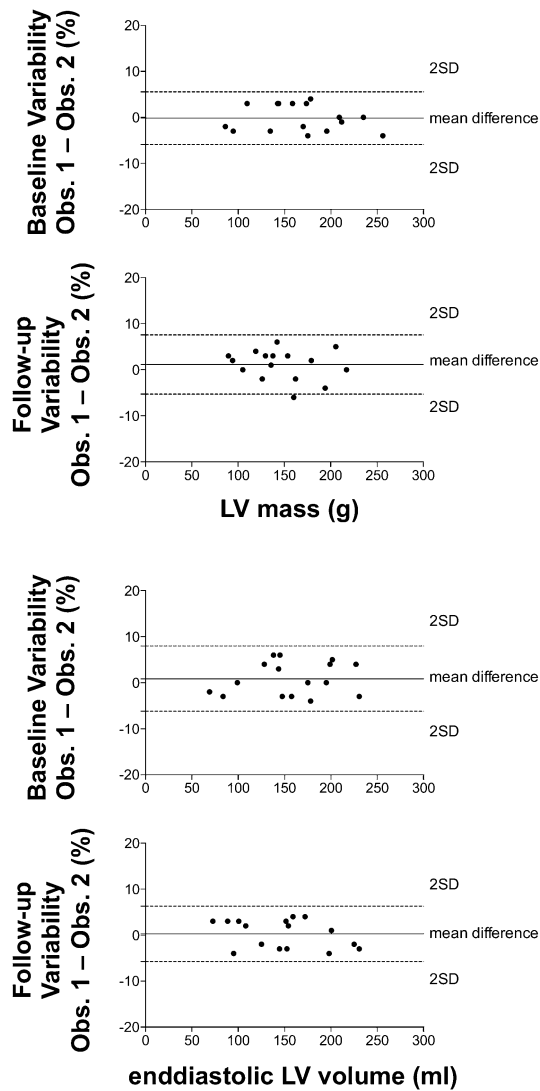 Baseline Variability
Obs. 1 – Obs. 2 (%)
20
10
0
-10
-20
0 50 100 150 200 250 300
2SD
mean difference
2SD
Follow-up
Variability
Obs. 1 – Obs. 2 (%)
20
10
0
-10
-20
0 50 100 150 200 250 300
2SD
mean difference
2SD
LV mass (g)
Baseline Variability
Obs. 1 – Obs. 2 (%)
20
10
0
-10
-20
0 50 100 150 200 250 300
2SD
mean difference
2SD
Follow-up
Variability
Obs. 1 – Obs. 2 (%)
20
10
0
-10
-20
0 50 100 150 200 250 300
2SD
mean difference
2SD
enddiastolic LV volume (ml)